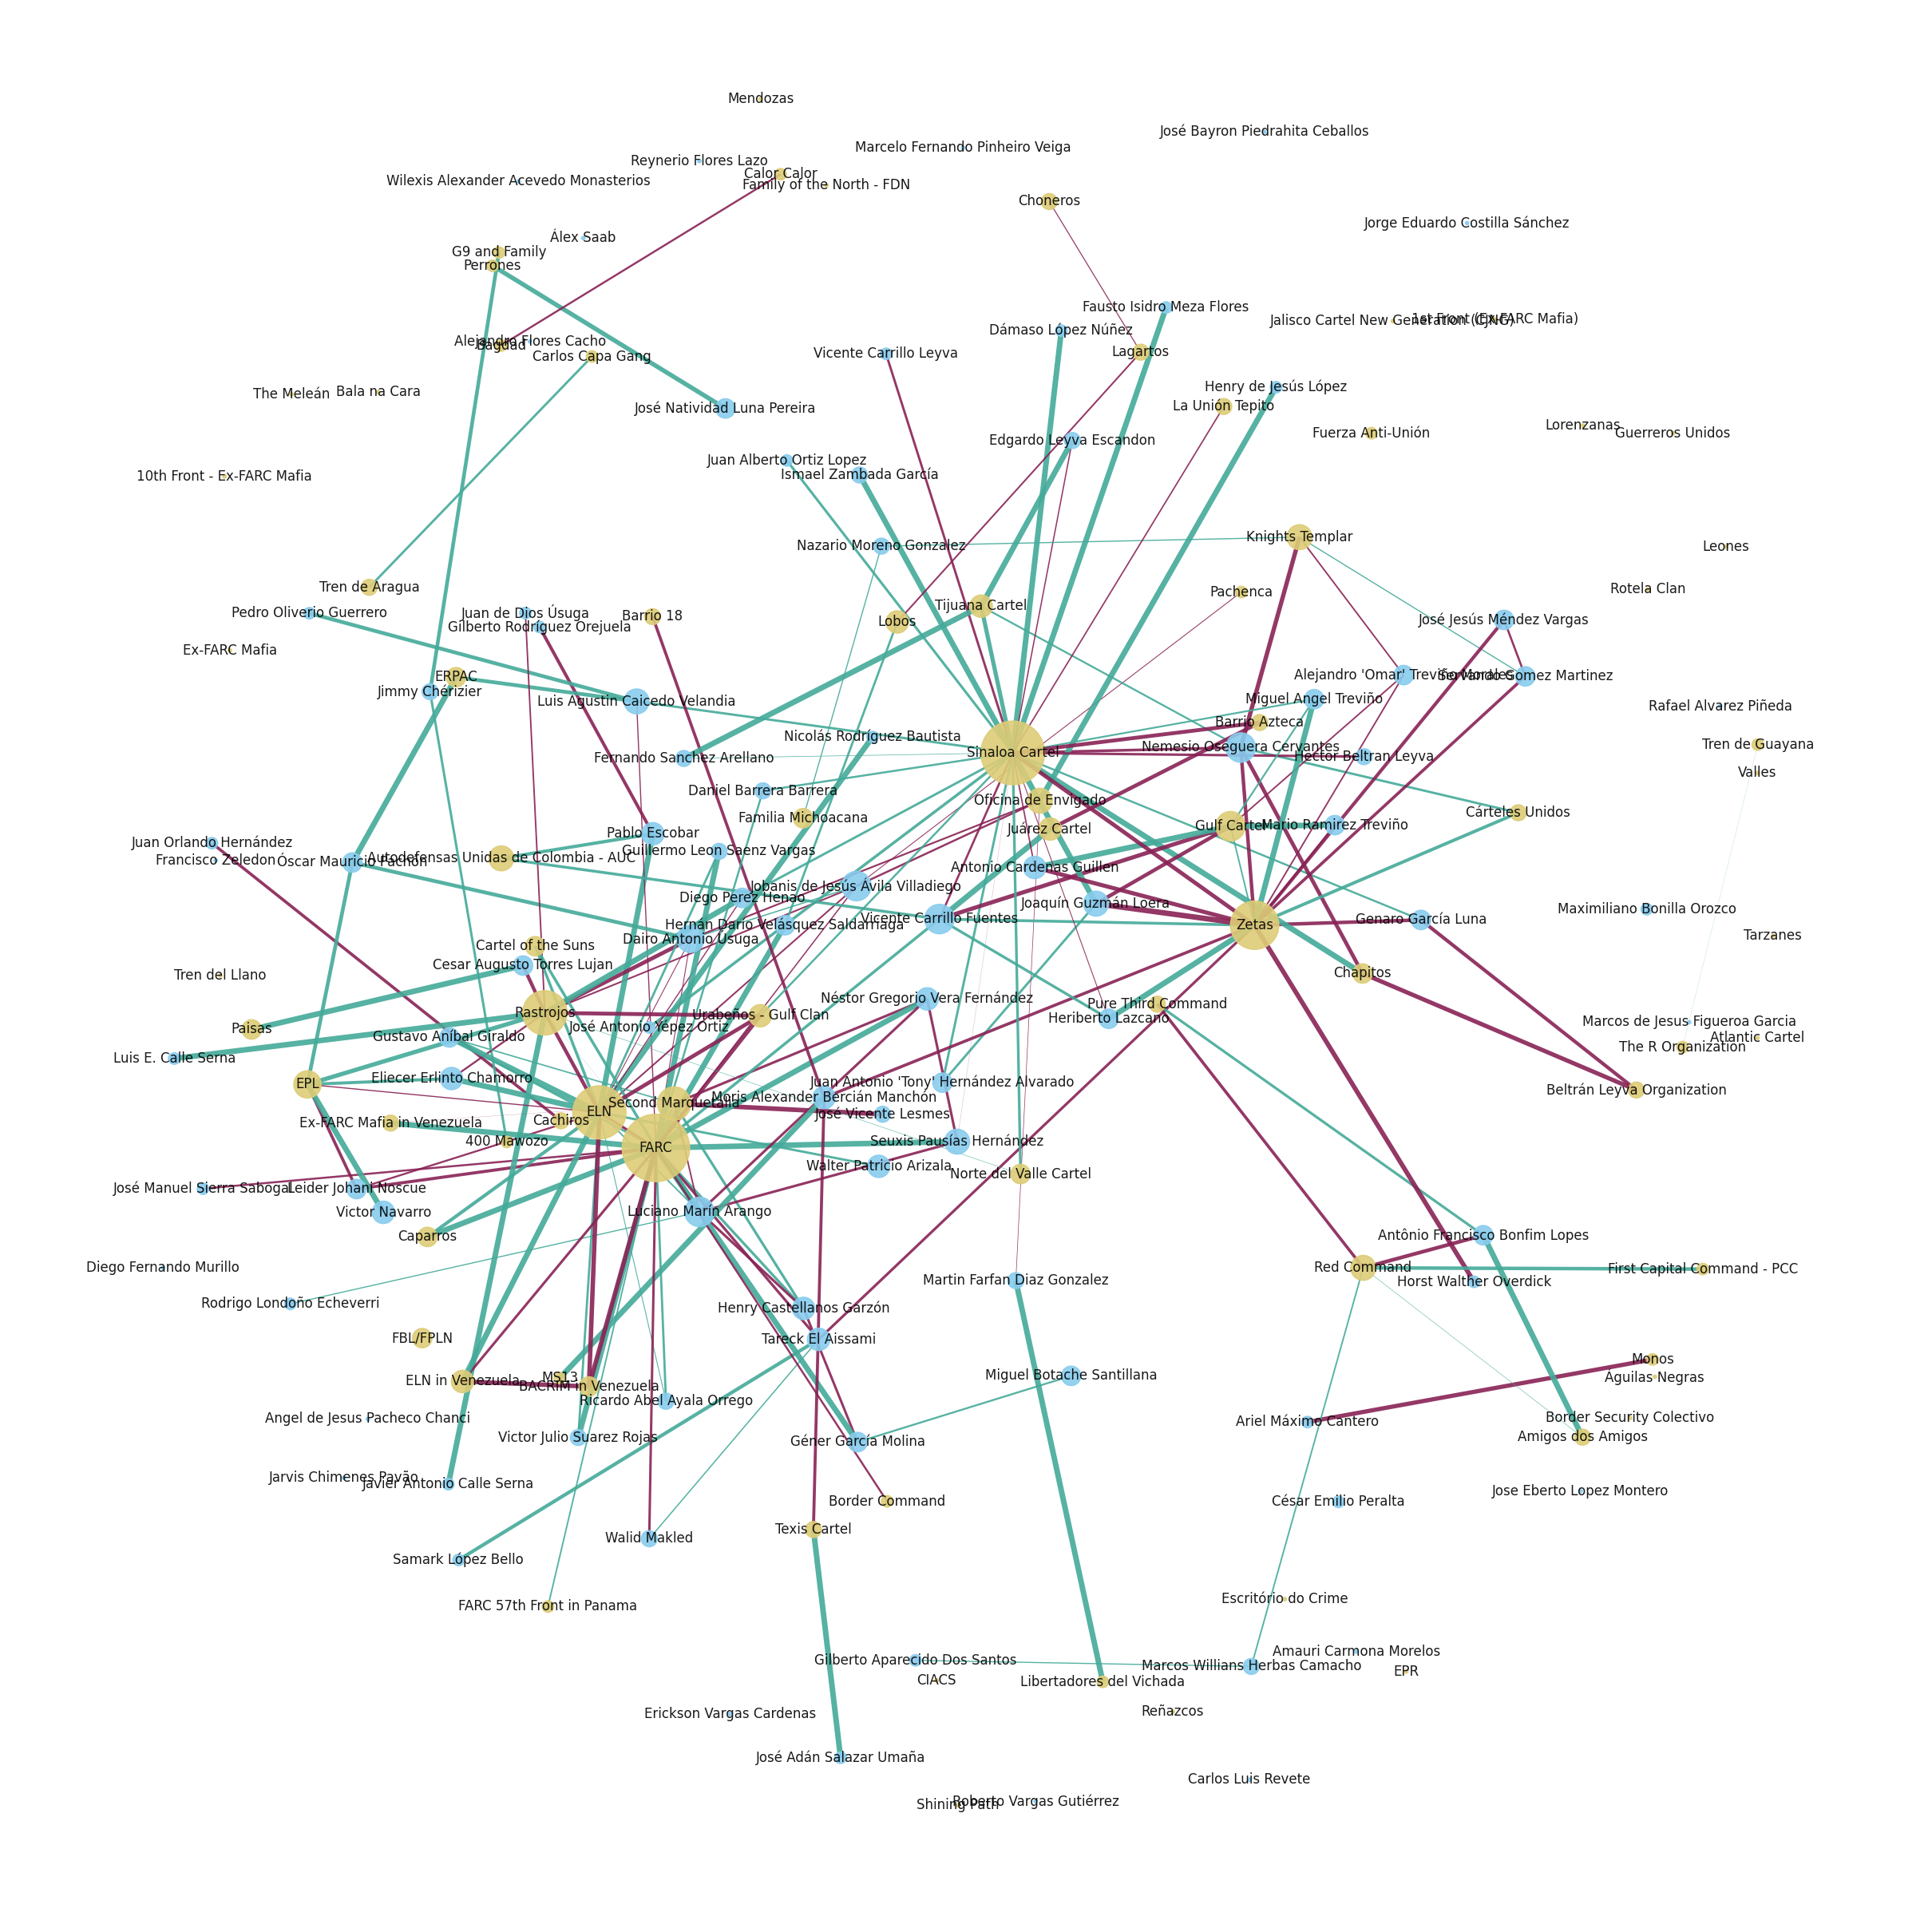 Mendozas
José Bayron Piedrahita Ceballos
Marcelo Fernando Pinheiro Veiga
Reynerio Flores Lazo
Calor Calor
Wilexis Alexander Acevedo Monasterios
Family of the North - FDN
Choneros
Jorge Eduardo Costilla Sánchez
Álex Saab
G9 and Family
Perrones
Fausto Isidro Meza Flores
Jalisco Cartel New Generation (CJNG)
1st Front (Ex-FARC Mafia)
Dámaso López Núñez
Alejandro Flores Cacho
Bagdad
Vicente Carrillo Leyva
Lagartos
Carlos Capa Gang
Henry de Jesús López
The Meleán
Bala na Cara
La Unión Tepito
José Natividad Luna Pereira
Lorenzanas
Fuerza Anti-Unión
Guerreros Unidos
Edgardo Leyva Escandon
Juan Alberto Ortiz Lopez
Ismael Zambada García
10th Front - Ex-FARC Mafia
Knights Templar
Nazario Moreno Gonzalez
Leones
Tren de Aragua
Rotela Clan
Pachenca
Tijuana Cartel
Pedro Oliverio Guerrero
Juan de Dios Úsuga
Barrio 18
Lobos
José Jesús Méndez Vargas
Gilberto Rodríguez Orejuela
Ex-FARC Mafia
Alejandro 'Omar' Treviño Morales
Servando Gomez Martinez
ERPAC
Jimmy Chérizier
Luis Agustin Caicedo Velandia
Miguel Angel Treviño
Rafael Alvarez Piñeda
Barrio Azteca
Nicolás Rodríguez Bautista
Tren de Guayana
Nemesio Oseguera Cervantes
Sinaloa Cartel
Fernando Sanchez Arellano
Hector Beltran Leyva
Valles
Daniel Barrera Barrera
Oficina de Envigado
Cárteles Unidos
Familia Michoacana
Juárez Cartel
Gulf Cartel
Mario Ramirez Treviño
Pablo Escobar
Juan Orlando Hernández
Guillermo Leon Saenz Vargas
Francisco Zeledon
Óscar Mauricio Pachón
Autodefensas Unidas de Colombia - AUC
Antonio Cardenas Guillen
Jobanis de Jesús Ávila Villadiego
Diego Perez Henao
Joaquín Guzmán Loera
Maximiliano Bonilla Orozco
Vicente Carrillo Fuentes
Genaro García Luna
Hernán Darío Velásquez Saldarriaga
Zetas
Tarzanes
Dairo Antonio Úsuga
Cartel of the Suns
Cesar Augusto Torres Lujan
Chapitos
Tren del Llano
Néstor Gregorio Vera Fernández
Pure Third Command
Rastrojos
Urabeños - Gulf Clan
Heriberto Lazcano
Marcos de Jesus Figueroa Garcia
José Antonio Yepez Ortiz
Paisas
Gustavo Aníbal Giraldo
Atlantic Cartel
The R Organization
Luis E. Calle Serna
Eliecer Erlinto Chamorro
EPL
Juan Antonio 'Tony' Hernández Alvarado
Beltrán Leyva Organization
Moris Alexander Bercián Manchón
Second Marquetalia
ELN
José Vicente Lesmes
Cachiros
Ex-FARC Mafia in Venezuela
400 Mawozo
Seuxis Pausías Hernández
FARC
Walter Patricio Arizala
Norte del Valle Cartel
José Manuel Sierra Sabogal
Leider Johani Noscue
Victor Navarro
Luciano Marín Arango
Caparros
Antônio Francisco Bonfim Lopes
Diego Fernando Murillo
Red Command
First Capital Command - PCC
Martin Farfan Diaz Gonzalez
Horst Walther Overdick
Rodrigo Londoño Echeverri
Henry Castellanos Garzón
FBL/FPLN
Tareck El Aissami
Monos
Miguel Botache Santillana
Aguilas Negras
MS13
ELN in Venezuela
BACRIM in Venezuela
Ricardo Abel Ayala Orrego
Angel de Jesus Pacheco Chanci
Border Security Colectivo
Ariel Máximo Cantero
Victor Julio Suarez Rojas
Amigos dos Amigos
Géner García Molina
Jarvis Chimenes Pavão
Javier Antonio Calle Serna
Jose Eberto Lopez Montero
Border Command
César Emilio Peralta
Texis Cartel
Walid Makled
Samark López Bello
Escritório do Crime
FARC 57th Front in Panama
Amauri Carmona Morelos
Gilberto Aparecido Dos Santos
Marcos Willians Herbas Camacho
EPR
CIACS
Libertadores del Vichada
Reñazcos
Erickson Vargas Cardenas
José Adán Salazar Umaña
Carlos Luis Revete
Roberto Vargas Gutiérrez
Shining Path